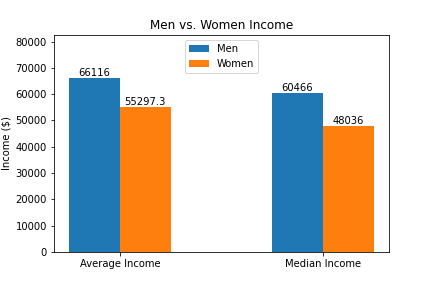 Men vs. Women Income
80000
70000
60000
50000
40000
30000
20000
10000
0
Income ($)
Men
Women
66116
55297.3
60466
48036
Average Income
Median Income